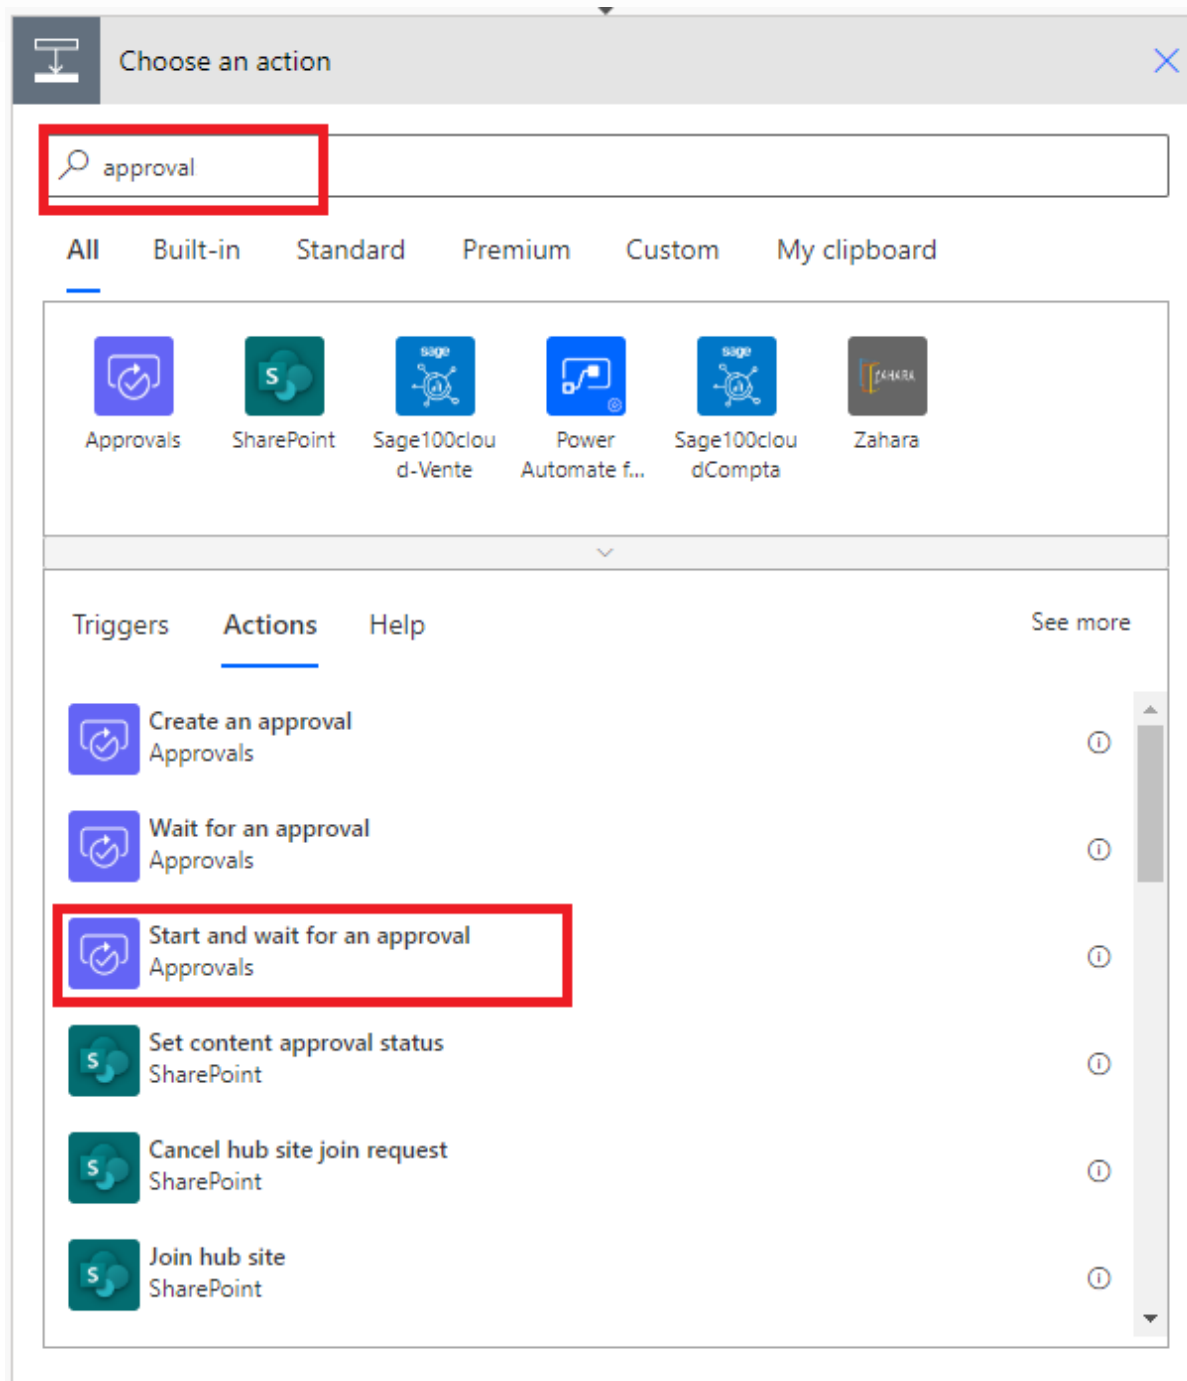 Choose an action
approval
All Built-in Standard Premium Custom My clipboard
sage sage
S ZAHARA
Approvals SharePoint Sage100clou Power Sage100clou Zahara
d-Vente Automate f... dCompta
Triggers Actions Help See more
Create an approval
Approvals
Wait for an approval
Approvals
Start and wait for an approval
Approvals
S Set content approval status
SharePoint
S Cancel hub site join request
SharePoint
S Join hub site
SharePoint